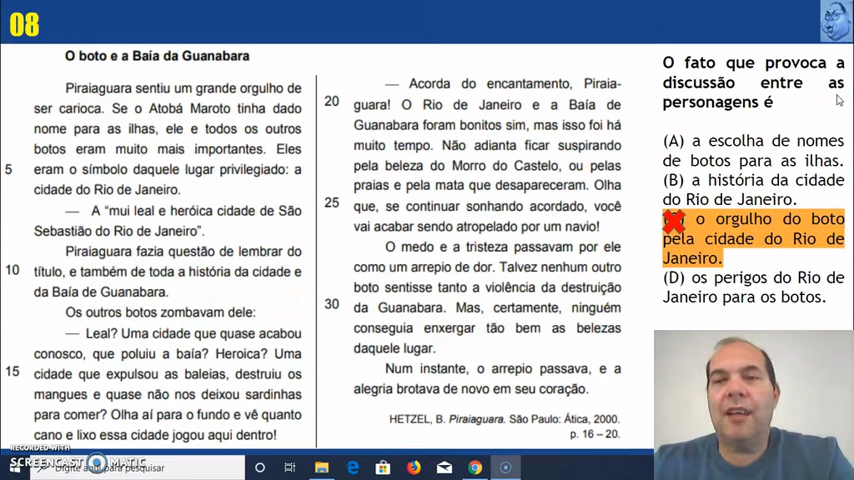 08
O boto e a Baía da Guanabara
Piraiaguara sentiu um grande orgulho de
ser carioca. Se o Atobá Maroto tinha dado
nome para as ilhas, ele e todos os outros
botos eram muito mais importantes. Eles
5 eram o símbolo daquele lugar privilegiado: a
cidade do Rio de Janeiro.
— A “mui leal e heróica cidade de São
Sebastião do Rio de Janeiro”.
Piraiaguara fazia questão de lembrar do
10 título, e também de toda a história da cidade e
da Baía de Guanabara.
Os outros botos zombavam dele:
— Leal? Uma cidade que quase acabou
conosco, que poluiu a baía? Heroica? Uma
15 cidade que expulsou as baleias, destruiu os
mangues e quase não nos deixou sardinhas
para comer? Olha aí para o fundo e vê quanto
cano e lixo essa cidade jogou aqui dentro!
— Acorda do encantamento, Piraia-
20 guara! O Rio de Janeiro e a Baía de
Guanabara foram bonitos sim, mas isso foi há
muito tempo. Não adianta ficar suspirando
pela beleza do Morro do Castelo, ou pelas
praias e pela mata que desapareceram. Olha
25 que, se continuar sonhando acordado, você
vai acabar sendo atropelado por um navio!
O medo e a tristeza passavam por ele
como um arrepio de dor. Talvez nenhum outro
boto sentisse tanto a violência da destruição
30 da Guanabara. Mas, certamente, ninguém
conseguia enxergar tão bem as belezas
daquele lugar.
Num instante, o arrepio passava, e a
alegria brotava de novo em seu coração.
HETZEL, B. Piraiaguara. São Paulo: Ática, 2000.
p. 16 – 20.
O fato que provoca a
discussão entre as
personagens é
(A) a escolha de nomes
de botos para as ilhas.
(B) a história da cidade
do Rio de Janeiro.
o orgulho do boto
pela cidade do Rio de
Janeiro.
(D) os perigos do Rio de
Janeiro para os botos.
RECORDED WITH
SCREENCAST MATIC
Digite aqui para pesquisar